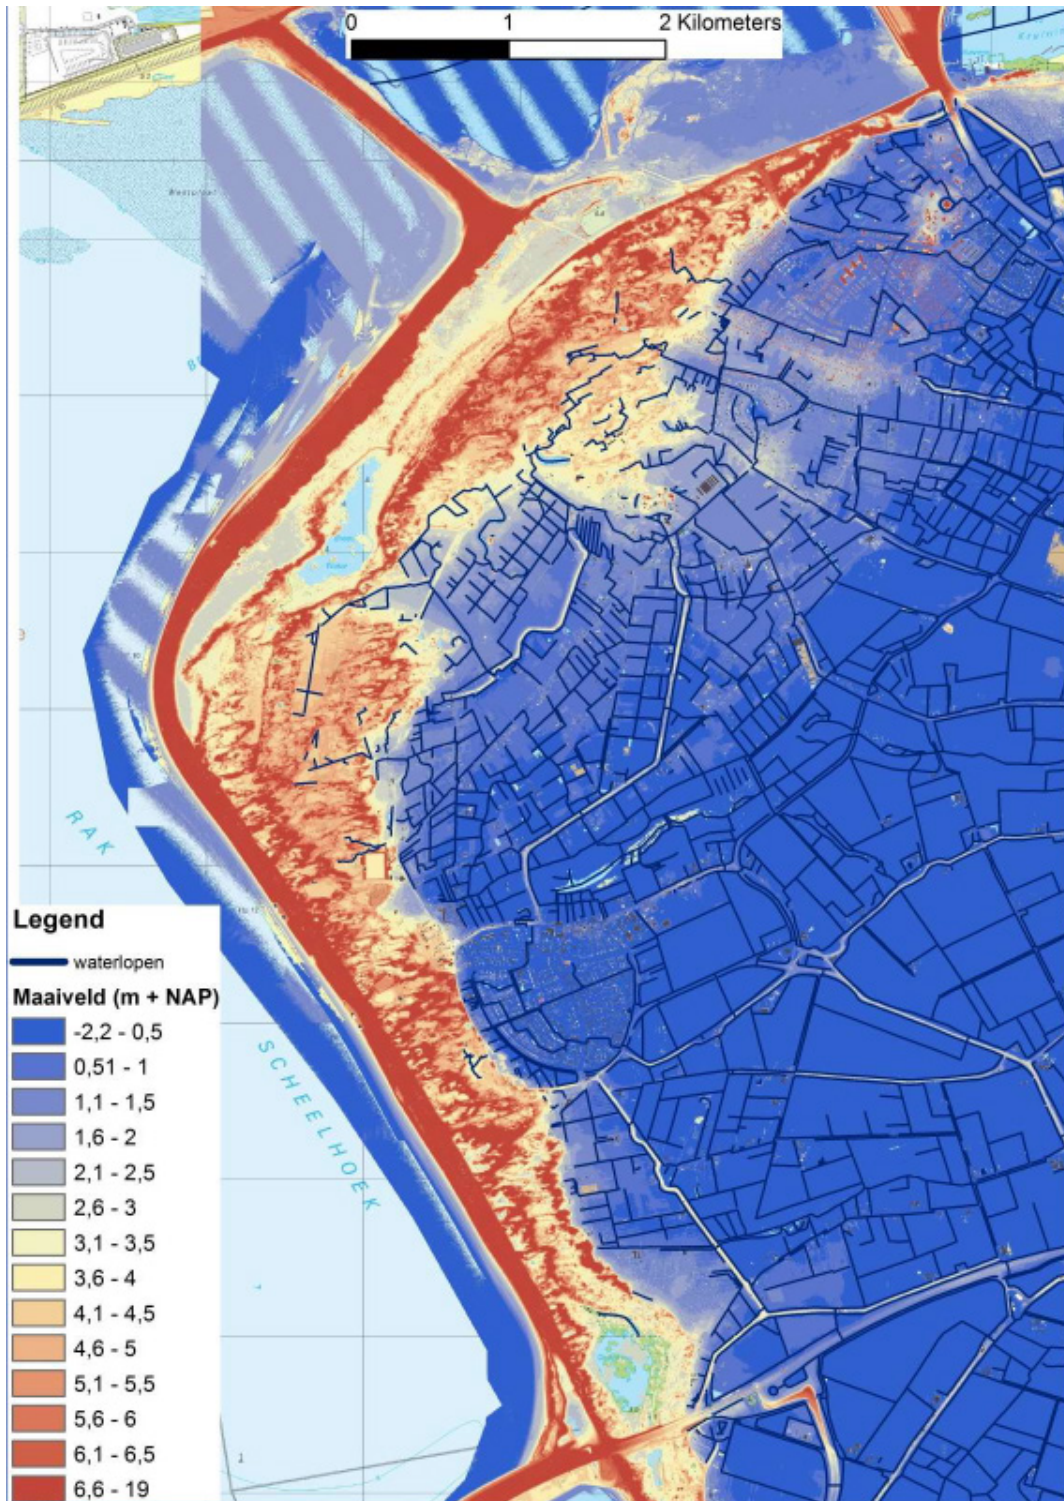 0 1 2 Kilometers
RAK
SCHEELHOEK
Legend
waterlopen
Maaiveld (m + NAP)
-2,2 - 0,5
0,51 - 1
1,1 - 1,5
1,6 - 2
2,1 - 2,5
2,6 - 3
3,1 - 3,5
3,6 - 4
4,1 - 4,5
4,6 - 5
5,1 - 5,5
5,6 - 6
6,1 - 6,5
6,6 - 19